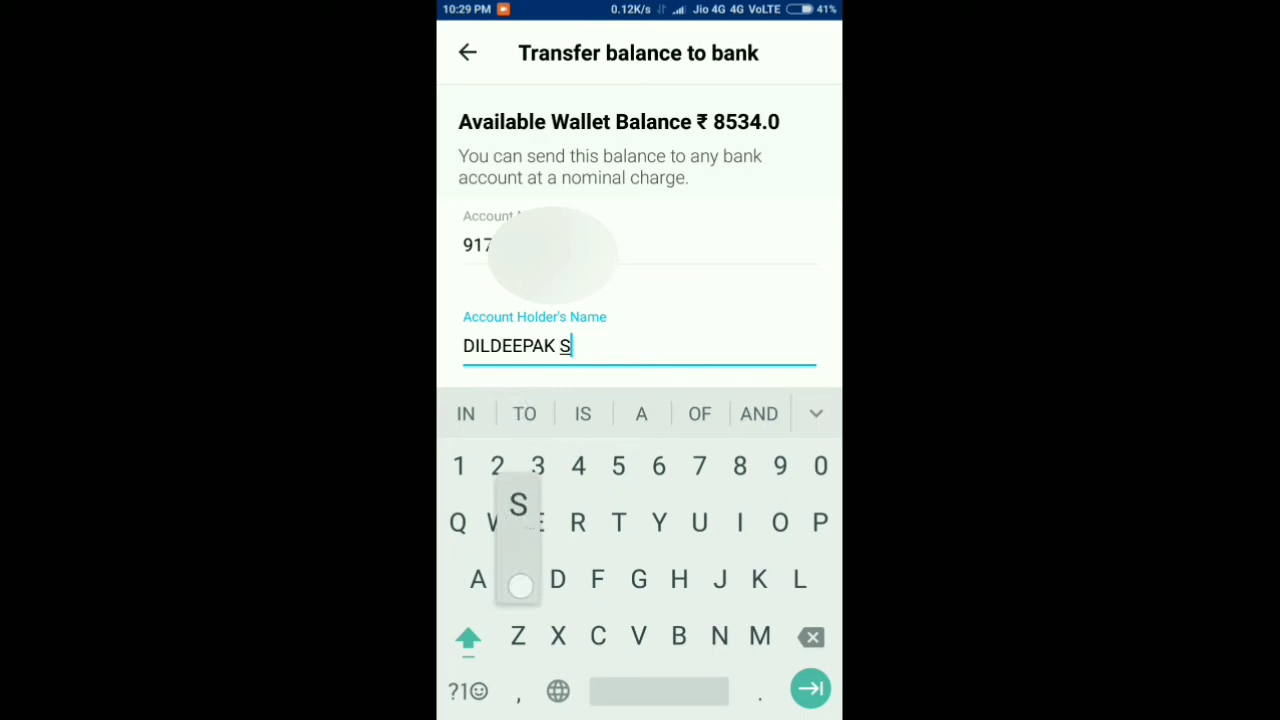 10:29 PM 0.12K/s Jio 4G 4G VoLTE 41%
Transfer balance to bank
Available Wallet Balance ₹ 8534.0
You can send this balance to any bank
account at a nominal charge.
Account
917
Account Holder's Name
DILDEEPAK S
IN TO IS A OF AND
1 2 3 4 5 6 7 8 9 0
S
Q W E R T Y U I O P
A D F G H J K L
Z X C V B N M
?1 , .